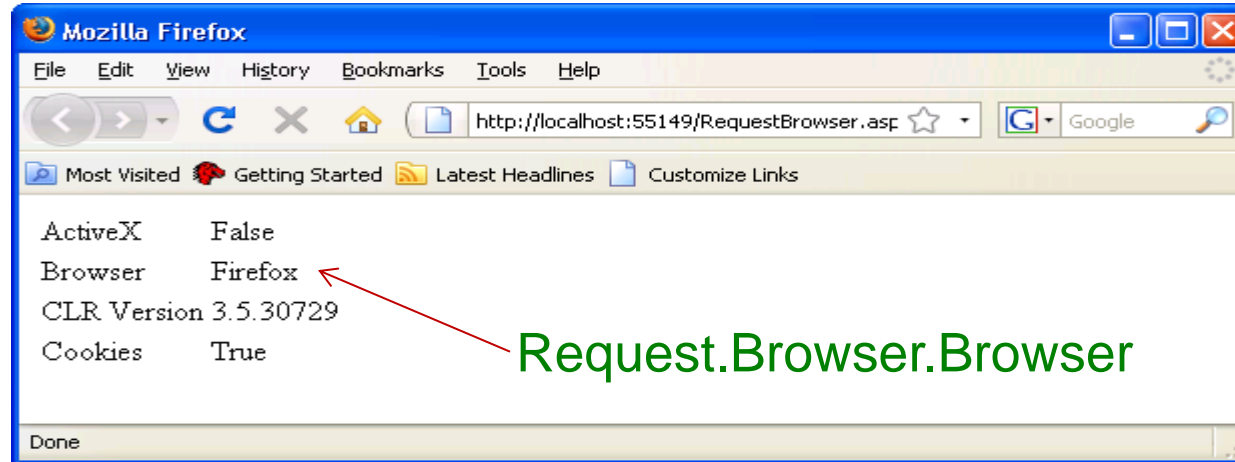 Mozilla Firefox
File Edit View History Bookmarks Tools Help
http://localhost:55149/RequestBrowser.asp G Google
Most Visited Getting Started Latest Headlines Customize Links
ActiveX False
Browser Firefox
CLR Version 3.5.30729
Cookies True
Request.Browser.Browser
Done